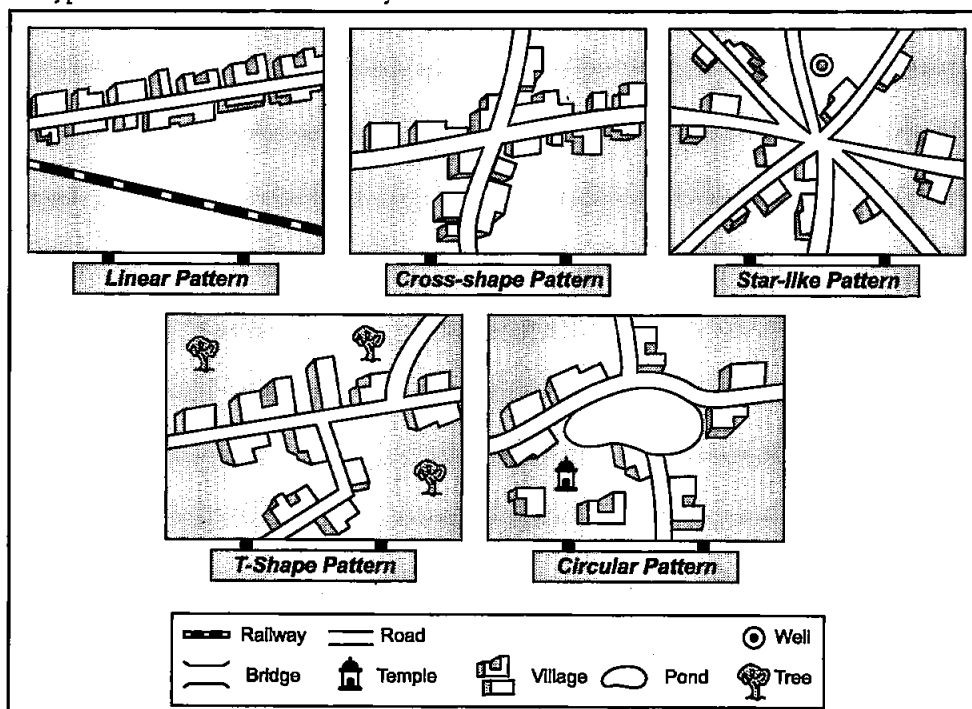 Linear Pattern
Cross-shape Pattern
Star-like Pattern
T-Shape Pattern
Circular Pattern
Railway Road Well
Bridge Temple Village Pond Tree